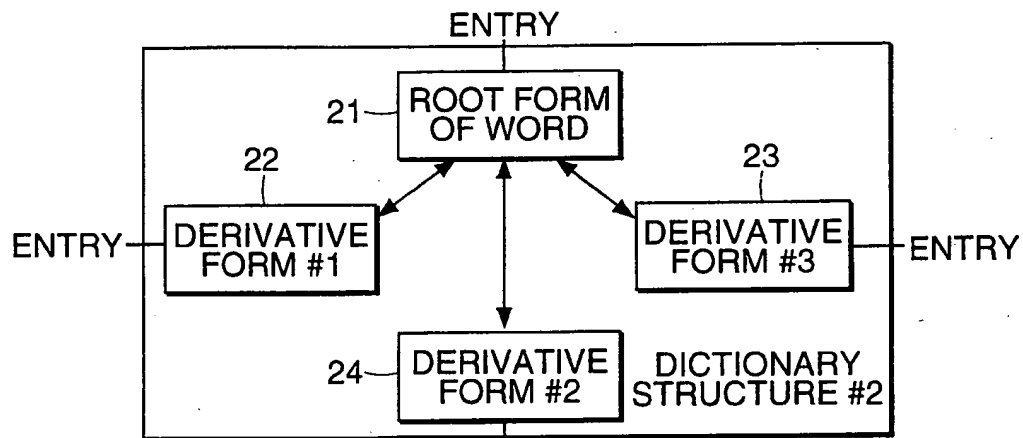 ENTRY
21
ROOT FORM
OF WORD
22
23
ENTRY
DERIVATIVE
FORM #1
DERIVATIVE
FORM #3
ENTRY
24
DERIVATIVE
FORM #2
DICTIONARY
STRUCTURE #2